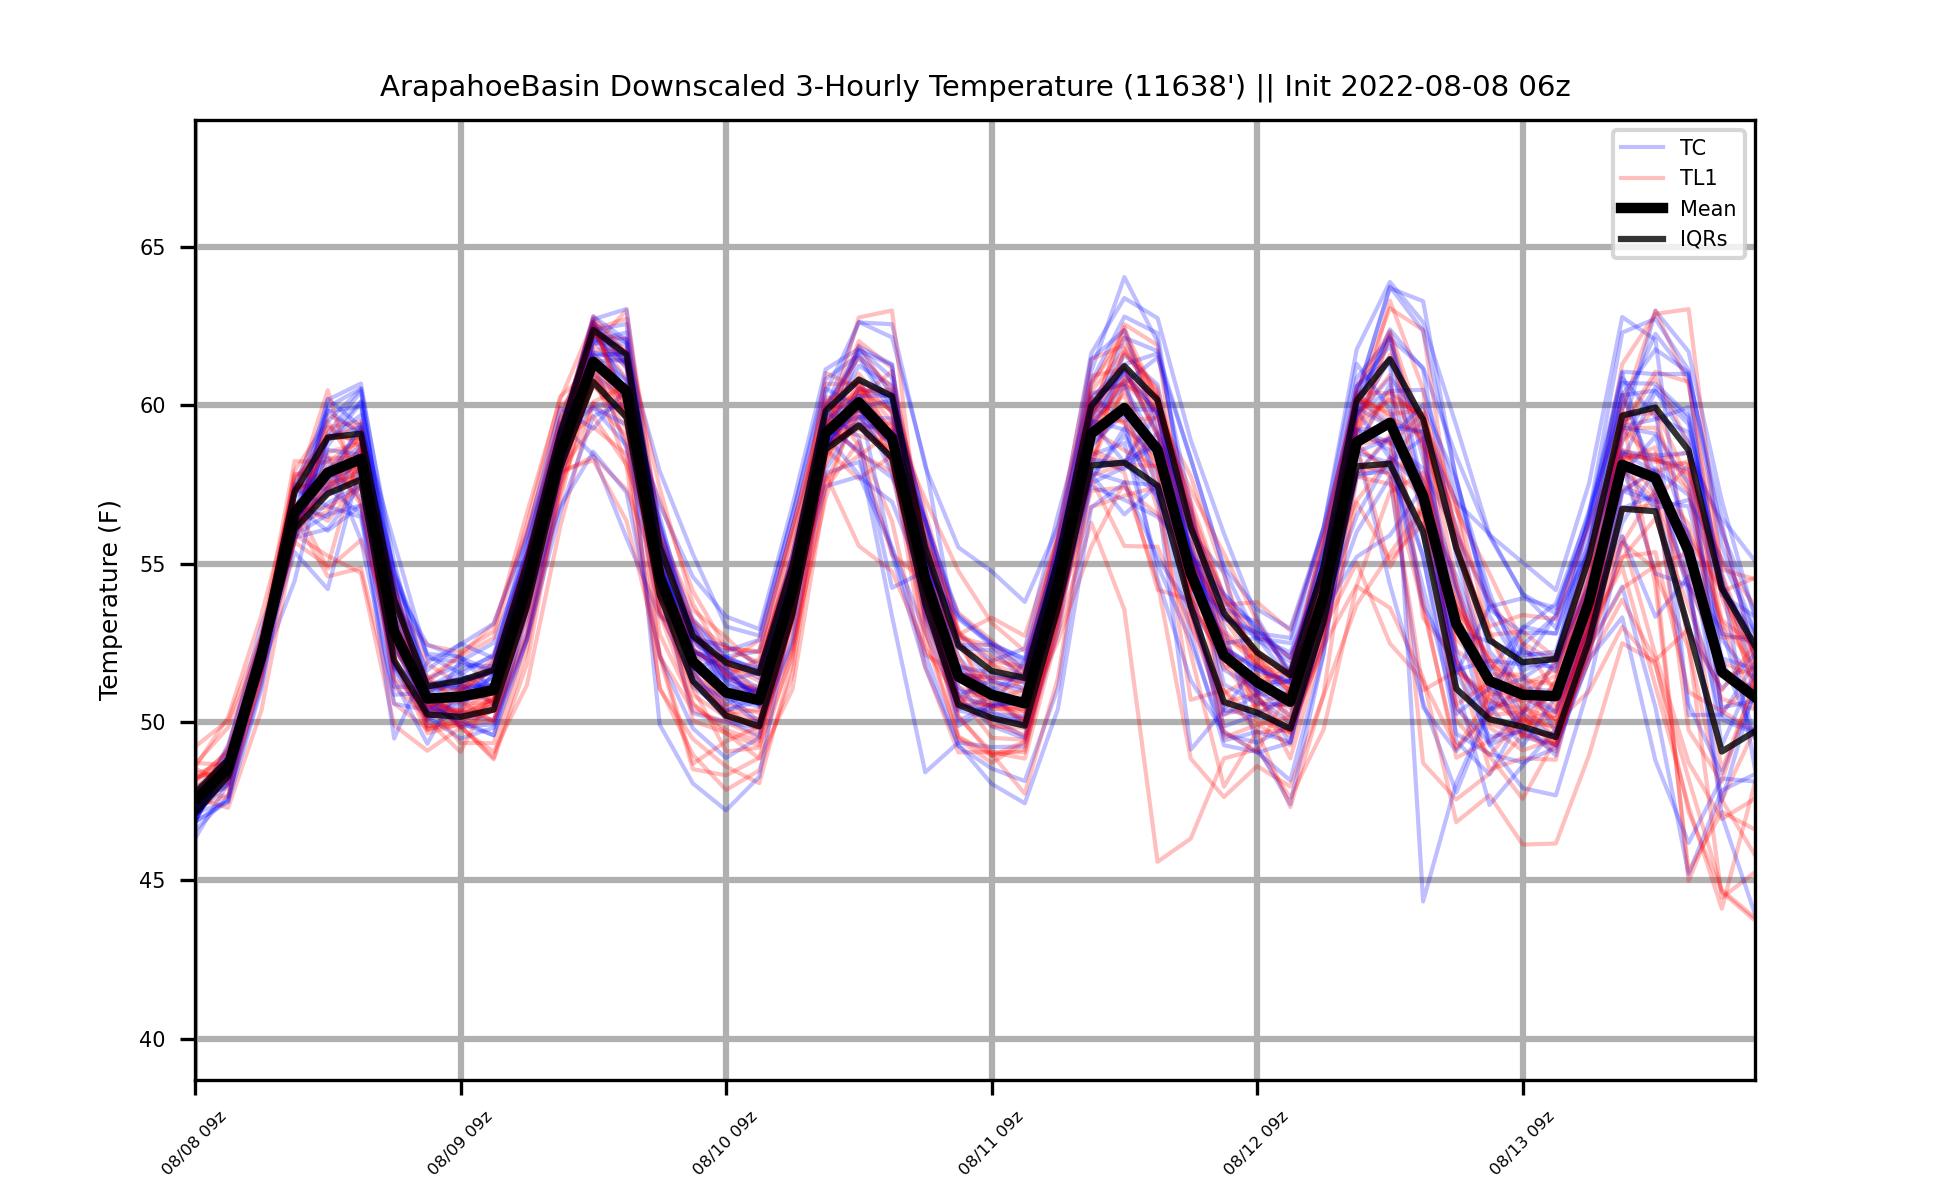 ArapahoeBasin Downscaled 3-Hourly Temperature (11638') || Init 2022-08-08 06z
TC
TL1
Mean
IQRs
Temperature (F)
65
60
55
50
45
40
08/08 09z
08/09 09z
08/10 09z
08/11 09z
08/12 09z
08/13 09z